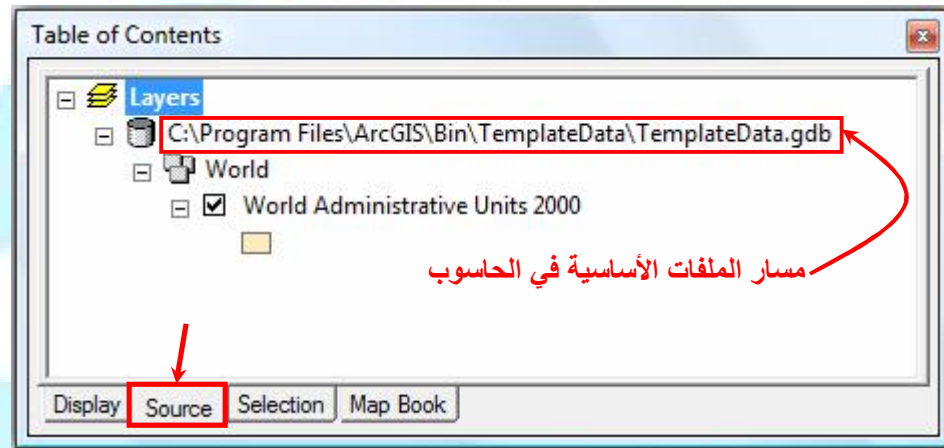 Table of Contents
Layers
C:\Program Files\ArcGIS\Bin\TemplateData\TemplateData.gdb
World
World Administrative Units 2000
مسار الملفات الأساسية في الحاسوب
Display Source Selection Map Book